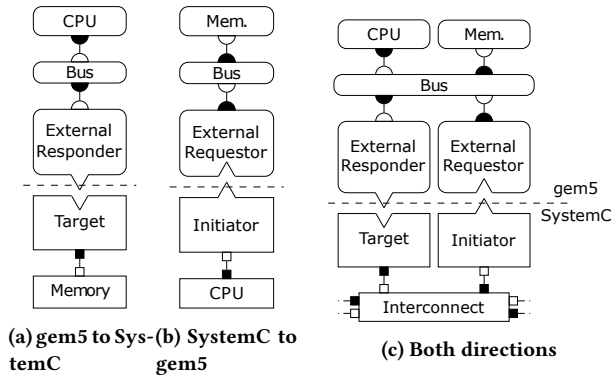 CPU
Bus
External
Responder
Target
Memory
(a) gem5 to Sys-
temC
Mem.
Bus
External
Requestor
Initiator
CPU
(b) SystemC to
gem5
CPU
Mem.
Bus
External
Responder
External
Requestor
gem5
SystemC
Target
Initiator
Interconnect
(c) Both directions